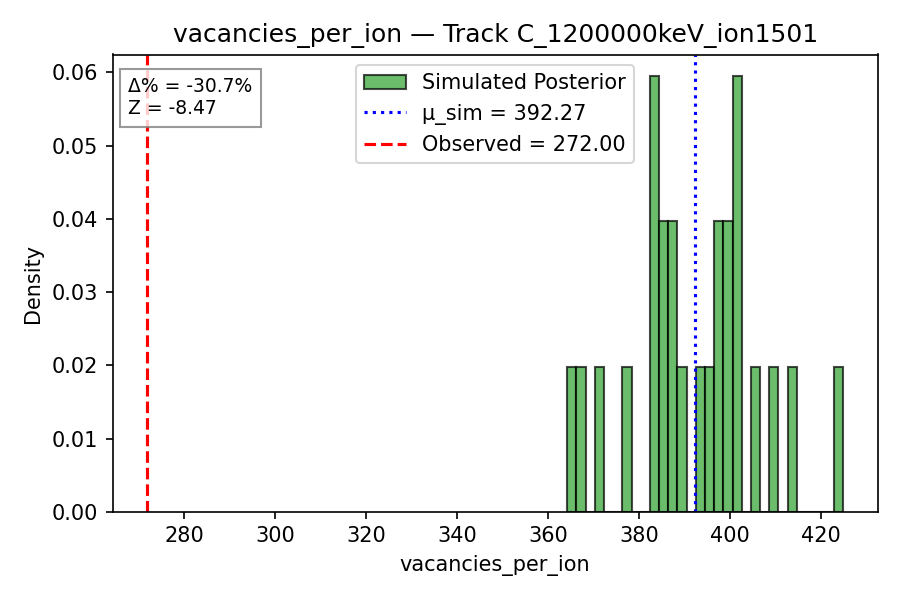 vacancies_per_ion — Track C_1200000keV_ion1501
Δ% = -30.7%
Z = -8.47
Simulated Posterior
μ_sim = 392.27
Observed = 272.00
Density
0.06
0.05
0.04
0.03
0.02
0.01
0.00
280 300 320 340 360 380 400 420
vacancies_per_ion